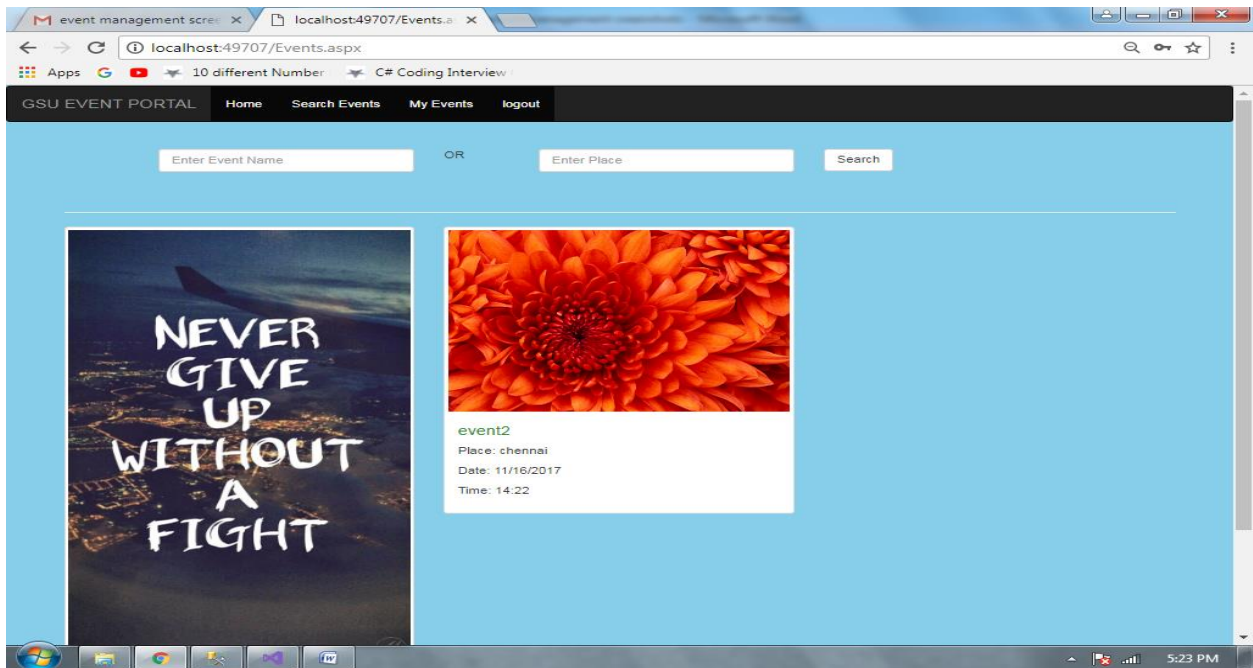 event management scree
localhost:49707/Events.a
localhost:49707/Events.aspx
Apps
10 different Number
C# Coding Interview
GSU EVENT PORTAL Home Search Events My Events logout
Enter Event Name OR Enter Place Search
NEVER
GIVE
UP
WITHOUT
A
FIGHT
event2
Place: chennai
Date: 11/16/2017
Time: 14:22
5:23 PM